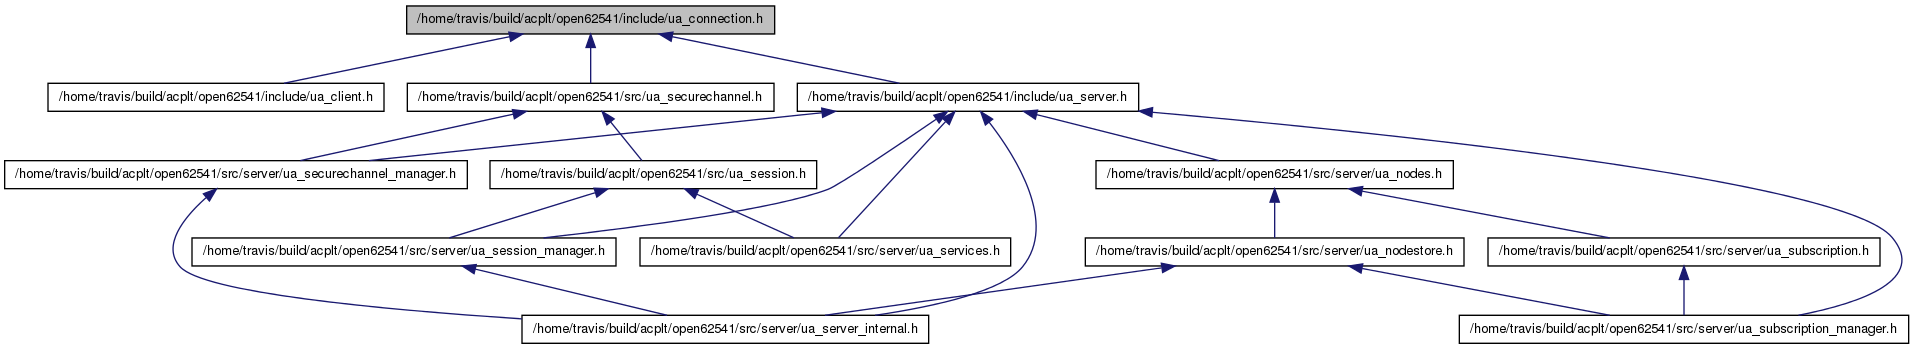 /home/travis/build/acplt/open62541/include/ua_connection.h
/home/travis/build/acplt/open62541/include/ua_client.h
/home/travis/build/acplt/open62541/src/ua_securechannel.h
/home/travis/build/acplt/open62541/include/ua_server.h
/home/travis/build/acplt/open62541/src/server/ua_securechannel_manager.h
/home/travis/build/acplt/open62541/src/ua_session.h
/home/travis/build/acplt/open62541/src/server/ua_nodes.h
/home/travis/build/acplt/open62541/src/server/ua_session_manager.h
/home/travis/build/acplt/open62541/src/server/ua_services.h
/home/travis/build/acplt/open62541/src/server/ua_nodestore.h
/home/travis/build/acplt/open62541/src/server/ua_subscription.h
/home/travis/build/acplt/open62541/src/server/ua_server_internal.h
/home/travis/build/acplt/open62541/src/server/ua_subscription_manager.h